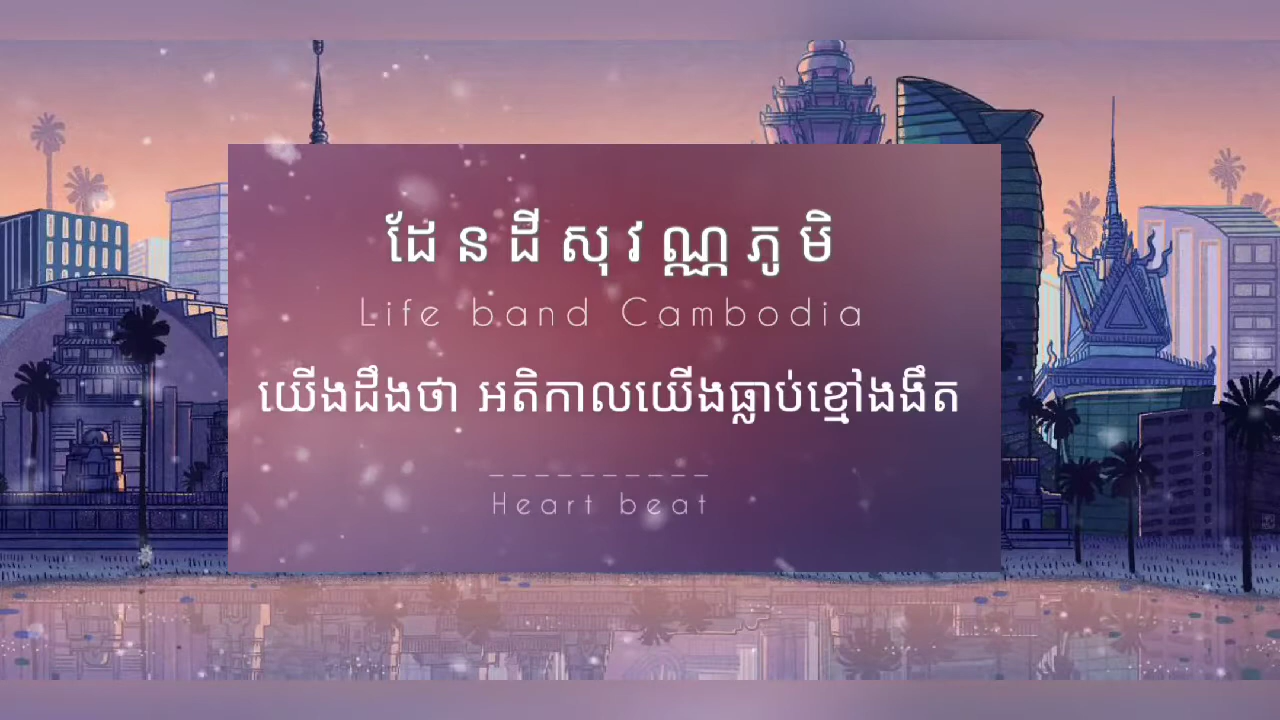 ដែនដីសុវណ្ណភូមិ
Life band Cambodia
យើងដឹងថា អតិកាលយើងធ្លាប់ខ្មៅងងឹត
__________
Heart beat